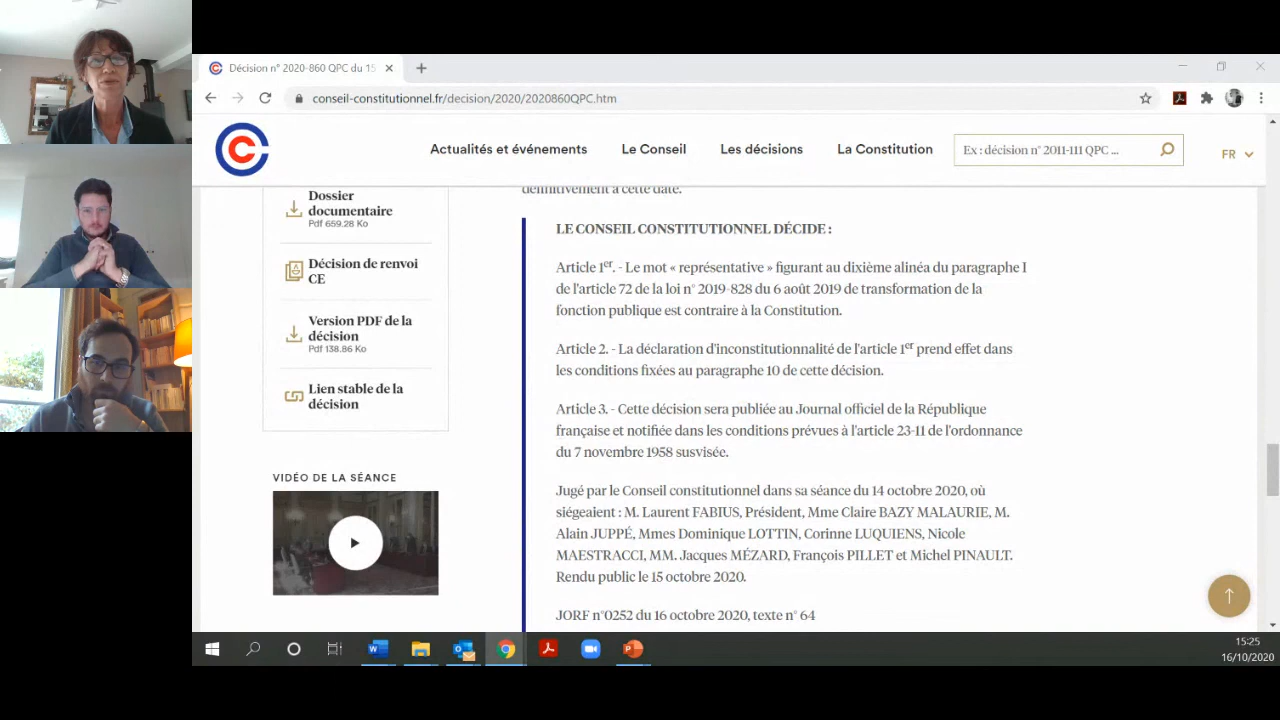 Décision n° 2020-860 QPC du 15
conseil-constitutionnel.fr/decision/2020/2020860QPC.htm
Actualités et événements
Le Conseil
Les décisions
La Constitution
Ex : décision n° 2011-111 QPC ...
FR
Dossier
documentaire
Pdf 659.28 Ko
Décision de renvoi
CE
Version PDF de la
décision
Pdf 138.86 Ko
Lien stable de la
décision
VIDÉO DE LA SÉANCE
définitivement à cette date.
LE CONSEIL CONSTITUTIONNEL DÉCIDE :
Article 1er. - Le mot « représentative » figurant au dixième alinéa du paragraphe I
de l'article 72 de la loi n° 2019-828 du 6 août 2019 de transformation de la
fonction publique est contraire à la Constitution.
Article 2. - La déclaration d'inconstitutionnalité de l'article 1er prend effet dans
les conditions fixées au paragraphe 10 de cette décision.
Article 3. - Cette décision sera publiée au Journal officiel de la République
française et notifiée dans les conditions prévues à l'article 23-11 de l'ordonnance
du 7 novembre 1958 susvisée.
Jugé par le Conseil constitutionnel dans sa séance du 14 octobre 2020, où
siégeaient : M. Laurent FABIUS, Président, Mme Claire BAZY MALAURIE, M.
Alain JUPPÉ, Mmes Dominique LOTTIN, Corinne LUQUIENS, Nicole
MAESTRACCI, MM. Jacques MÉZARD, François PILLET et Michel PINAULT.
Rendu public le 15 octobre 2020.
JORF n°0252 du 16 octobre 2020, texte n° 64
15:25
16/10/2020